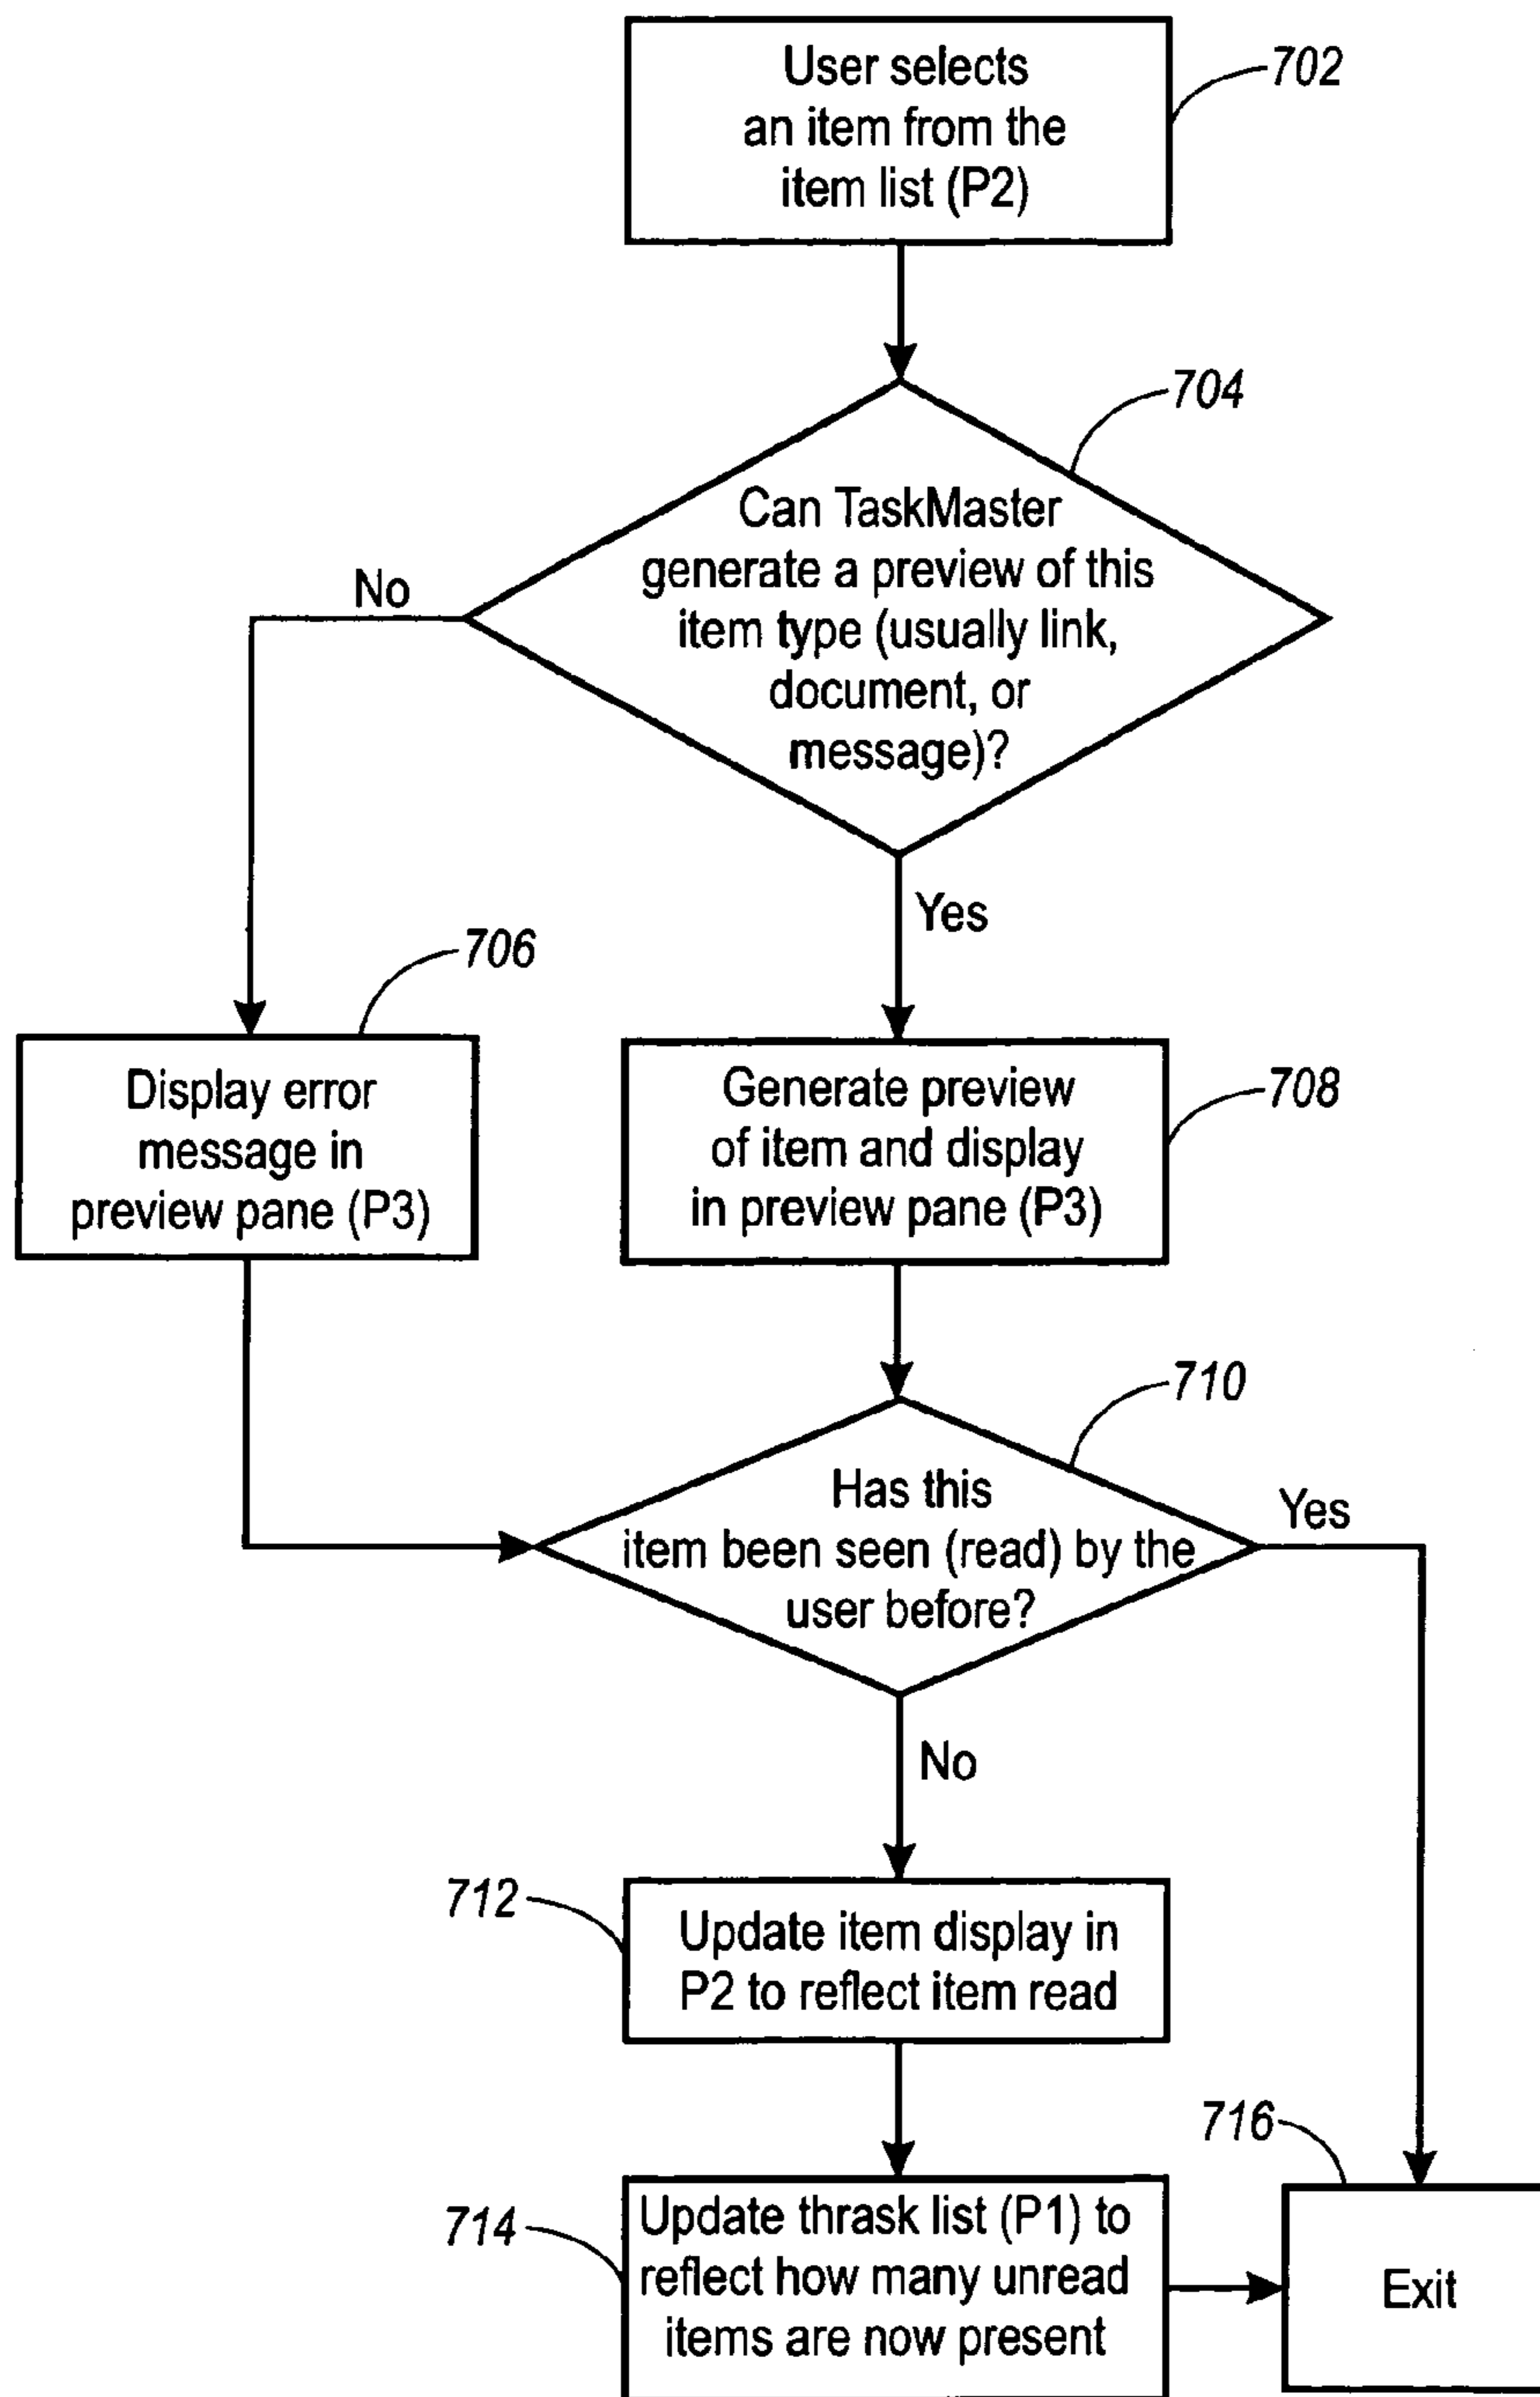 User selects
an item from the
item list (P2)
702
704
Can TaskMaster
generate a preview of this
item type (usually link,
document, or
message)?
No
Yes
706
Display error
message in
preview pane (P3)
Generate preview
of item and display
in preview pane (P3)
708
710
Has this
item been seen (read) by the
user before?
Yes
No
712
Update item display in
P2 to reflect item read
716
714
Update thrask list (P1) to
reflect how many unread
items are now present
Exit